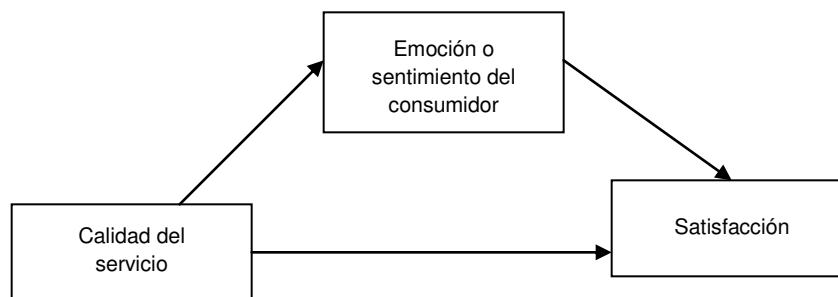 Emoción o
sentimiento del
consumidor
Calidad del
servicio
Satisfacción